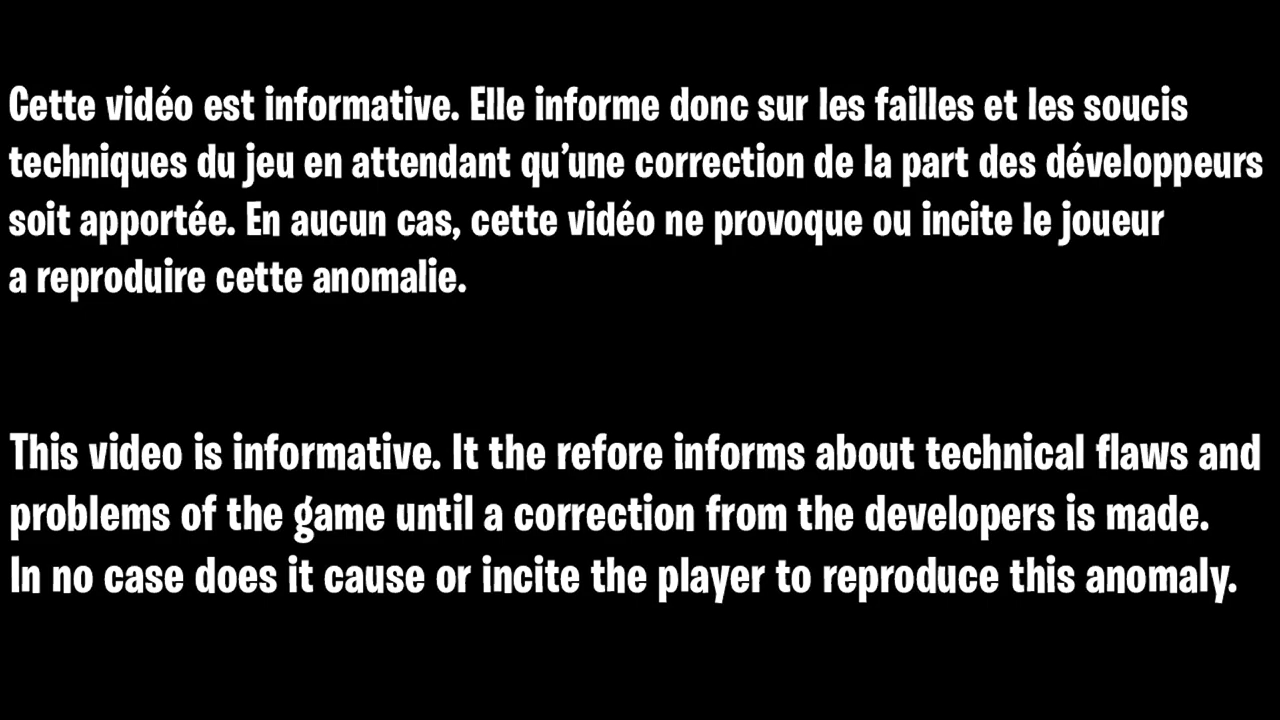 Cette vidéo est informative. Elle informe donc sur les failles et les soucis
techniques du jeu en attendant qu'une correction de la part des développeurs
soit apportée. En aucun cas, cette vidéo ne provoque ou incite le joueur
a reproduire cette anomalie.
This video is informative. It the refore informs about technical flaws and
problems of the game until a correction from the developers is made.
In no case does it cause or incite the player to reproduce this anomaly.